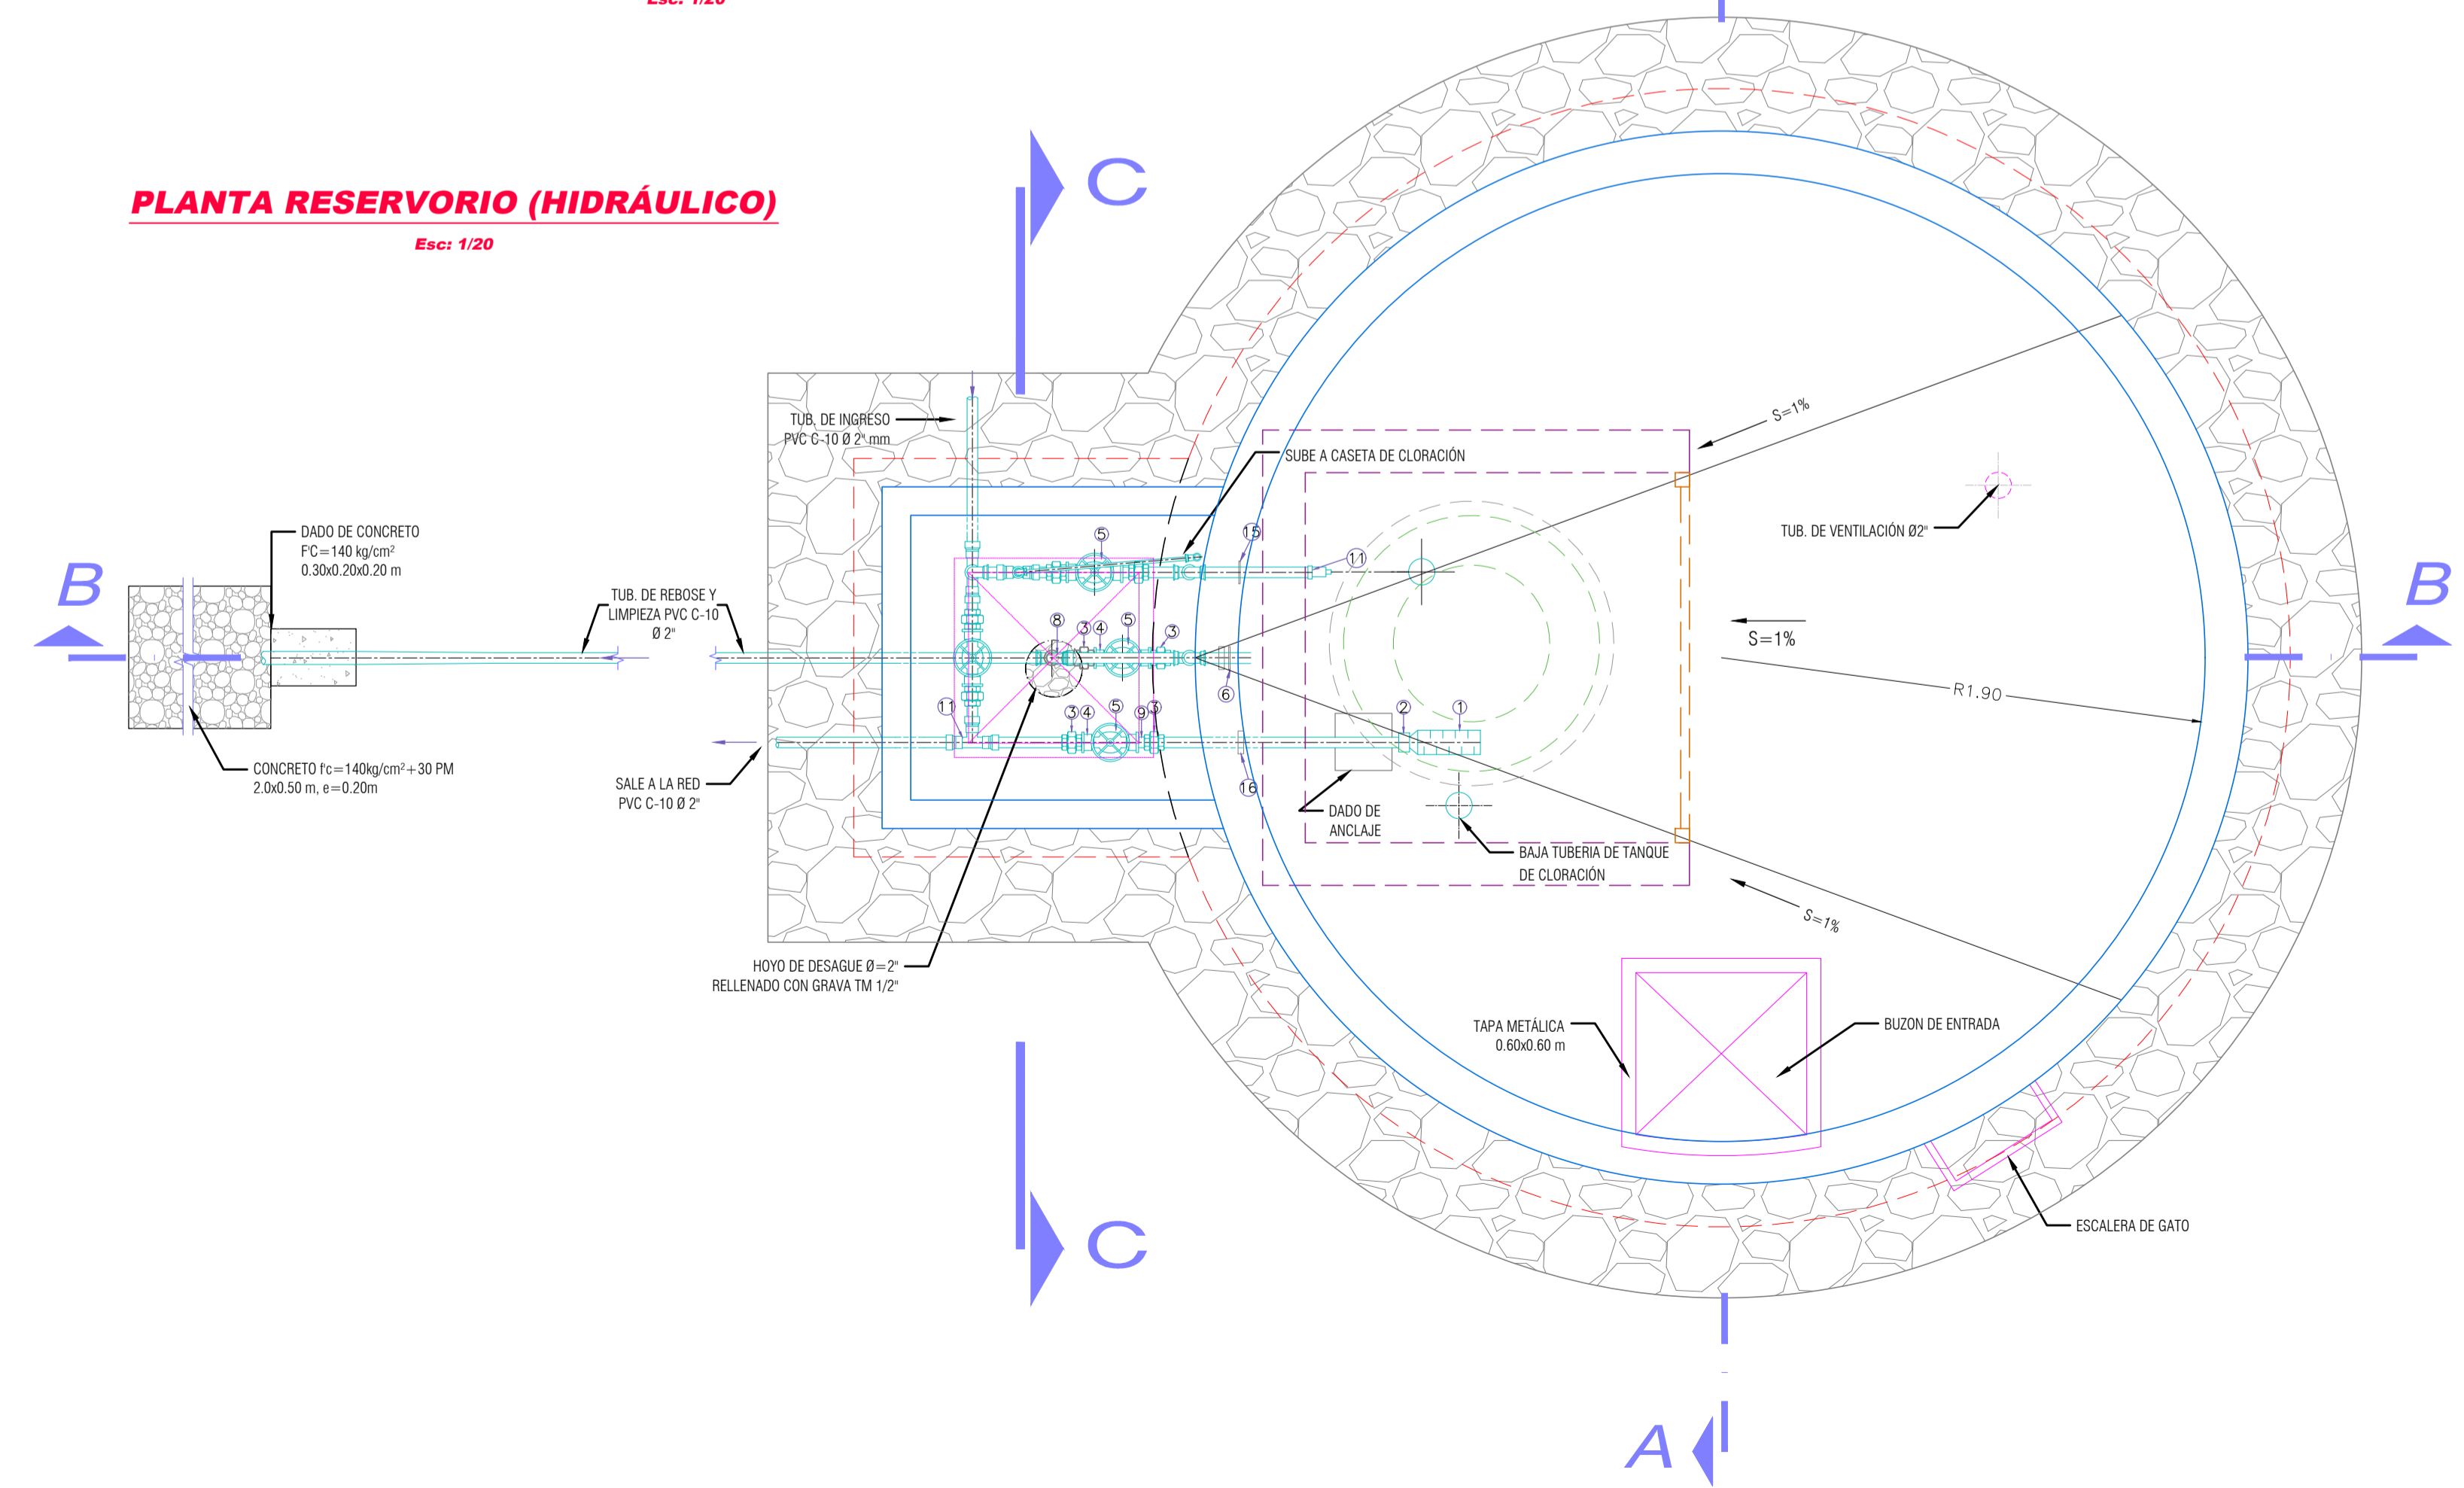 Esc: 1/20
PLANTA RESERVORIO (HIDRÁULICO)
Esc: 1/20
C
TUB. DE INGRESO
PVC C-10 Ø 2" mm
SUBE A CASETA DE CLORACIÓN
S=1%
TUB. DE VENTILACIÓN Ø2"
DADO DE CONCRETO
F'C=140 kg/cm²
0.30x0.20x0.20 m
B
B
TUB. DE REBOSE Y
LIMPIEZA PVC C-10
Ø 2"
5
15
11
8
3
4
5
3
6
S=1%
R1.90
11
3
4
5
9
3
2
1
16
CONCRETO f'c=140kg/cm²+30 PM
2.0x0.50 m, e=0.20m
SALE A LA RED
PVC C-10 Ø 2"
DADO DE
ANCLAJE
BAJA TUBERIA DE TANQUE
DE CLORACIÓN
S=1%
HOYO DE DESAGUE Ø=2"
RELLENADO CON GRAVA TM 1/2"
TAPA METÁLICA
0.60x0.60 m
BUZON DE ENTRADA
C
ESCALERA DE GATO
A